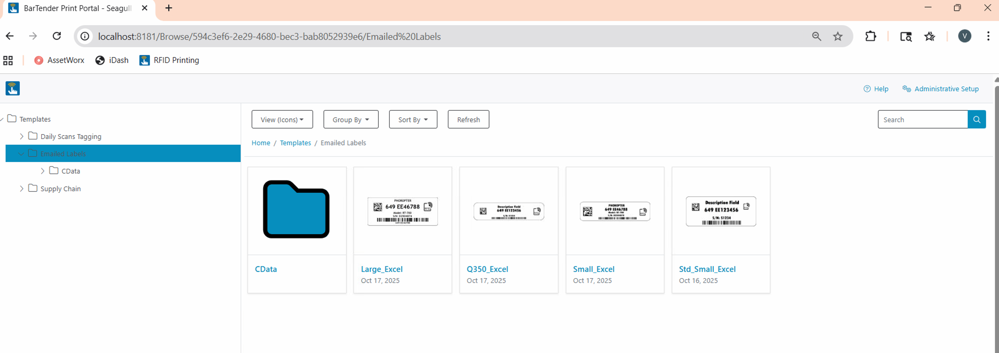 BarTender Print Portal - Seagull
localhost:8181/Browse/594c3ef6-2e29-4680-bec3-bab8052939e6/Emailed%20Labels
V
AssetWorx
iDash
RFID Printing
Help
Administrative Setup
Templates
Daily Scans Tagging
Emailed Labels
CData
Supply Chain
View (Icons)
Group By
Sort By
Refresh
Search
Home / Templates / Emailed Labels
PHOROPTER
649 EE46788
Model: RT-700
649 EE46788
Description Field
649 EE123456
S/N: S1234
PHOROPTER
649 EE46788
Model: RT-700
Description Field
649 EE123456
S/N: S1234
CData
Large_Excel
Oct 17, 2025
Q350_Excel
Oct 17, 2025
Small_Excel
Oct 17, 2025
Std_Small_Excel
Oct 16, 2025